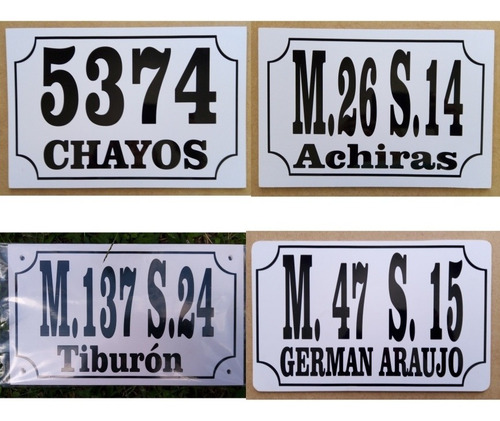 5374
CHAYOS
M.26 S.14
Achiras
M.137 S.24
Tiburón
M. 47 S. 15
GERMAN ARAUJO